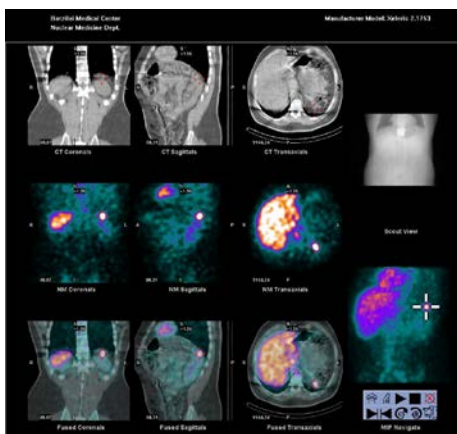 Barzilai Medical Center
Manufacturer Model: Xeleris 2.1753
Nuclear Medicine Dept.
CT Coronals
CT Sagittals
CT Transaxials
Scout View
NM Coronals
NM Sagittals
NM Transaxials
Fused Coronals
Fused Sagittals
Fused Transaxials
MIP Navigate